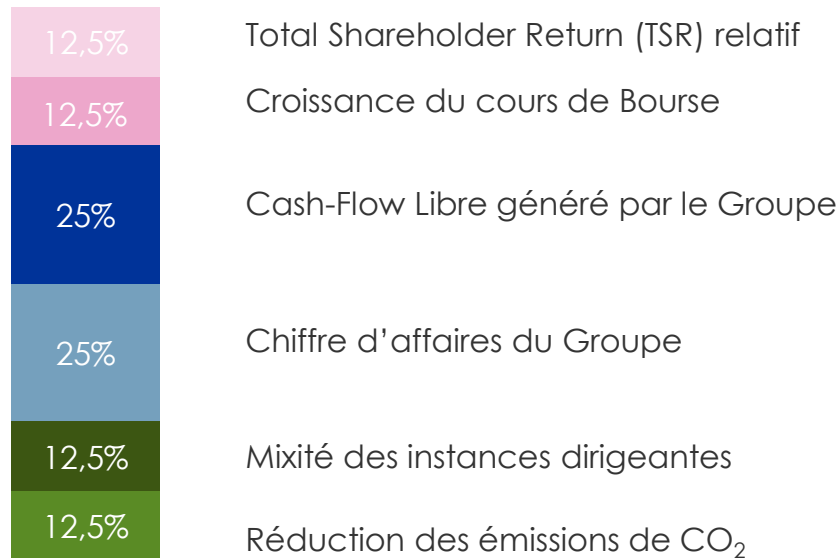 12,5% Total Shareholder Return (TSR) relatif
12,5% Croissance du cours de Bourse
25% Cash-Flow Libre généré par le Groupe
25% Chiffre d’affaires du Groupe
12,5% Mixité des instances dirigeantes
12,5% Réduction des émissions de CO₂